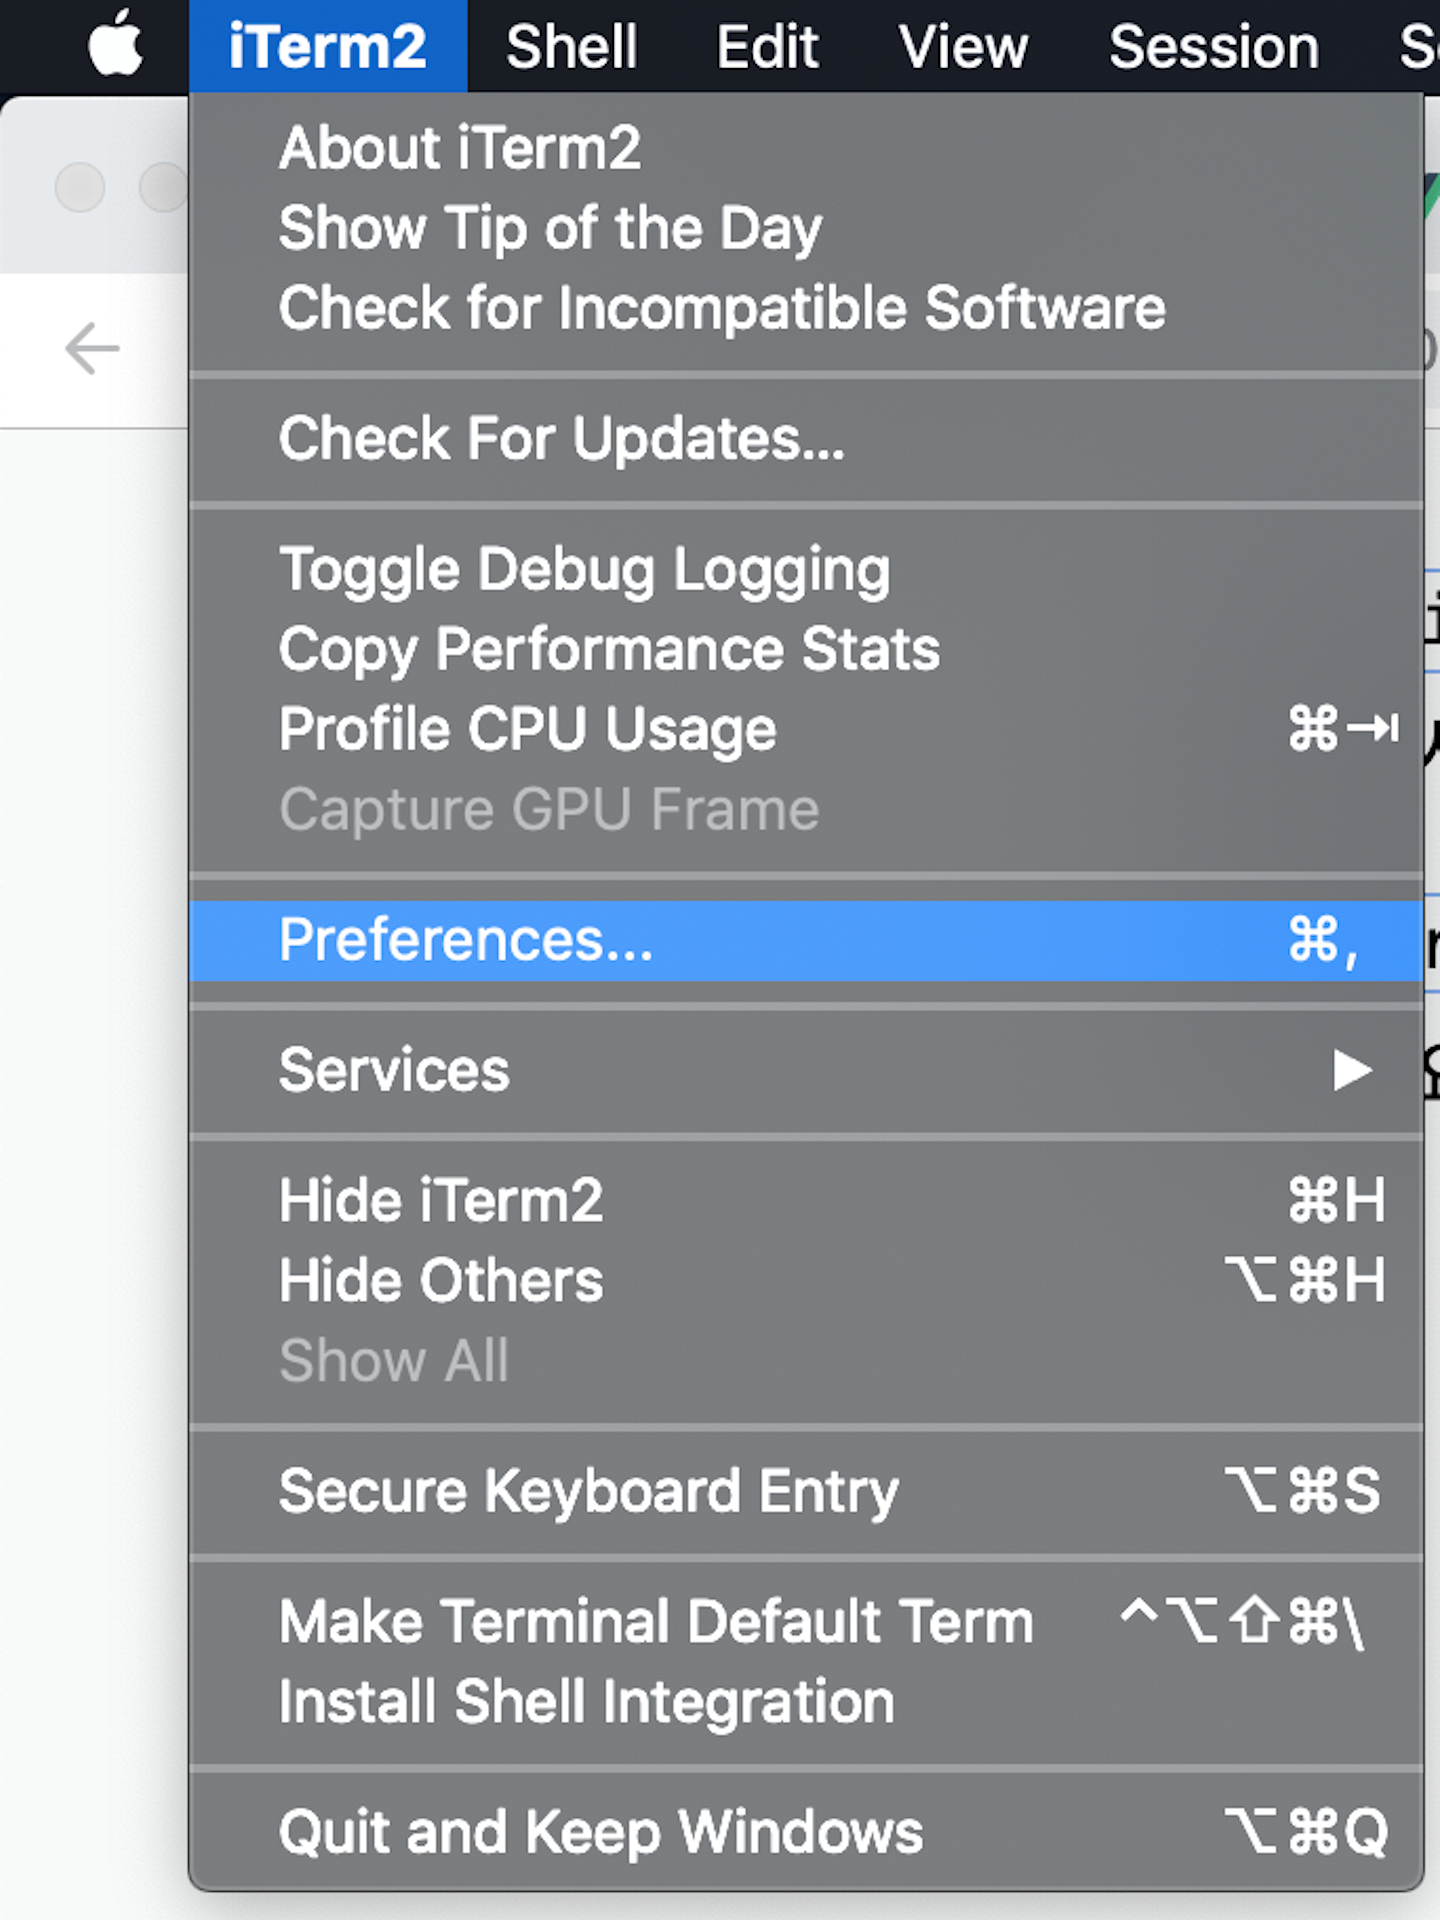 iTerm2 Shell Edit View Session
About iTerm2
Show Tip of the Day
Check for Incompatible Software
Check For Updates...
Toggle Debug Logging
Copy Performance Stats
Profile CPU Usage ⌘⇥
Capture GPU Frame
Preferences... ⌘,
Services ▶
Hide iTerm2 ⌘H
Hide Others ⌥⌘H
Show All
Secure Keyboard Entry ⌥⌘S
Make Terminal Default Term ^⌥⇧⌘\
Install Shell Integration
Quit and Keep Windows ⌥⌘Q